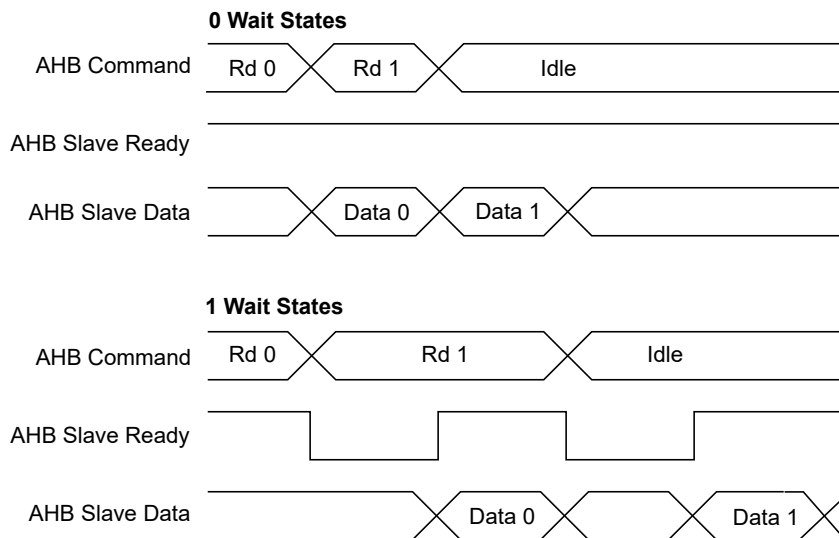 0 Wait States
AHB Command Rd 0 Rd 1 Idle
AHB Slave Ready
AHB Slave Data Data 0 Data 1
1 Wait States
AHB Command Rd 0 Rd 1 Idle
AHB Slave Ready
AHB Slave Data Data 0 Data 1